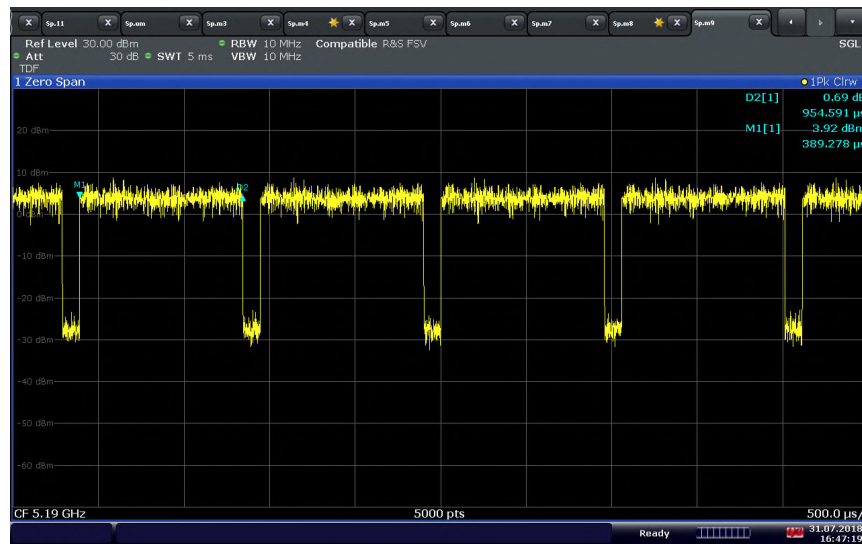 X Sp.11 X Sp.um X Sp.m3 X Sp.m4 X Sp.m5 X Sp.m6 X Sp.m7 X Sp.m8 X Sp.m9 X
Ref Level 30.00 dBm RBW 10 MHz Compatible R&S FSV SGL
Att 30 dB SWT 5 ms VBW 10 MHz
TDF
1 Zero Span 1Pk Clrw
D2[1] 0.69 dB
954.591 µs
20 dBm M1[1] 3.92 dBm
389.278 µs
10 dBm
M1 D2
0 dBm
-10 dBm
-20 dBm
-30 dBm
-40 dBm
-50 dBm
-60 dBm
CF 5.19 GHz 5000 pts 500.0 µs/
Ready 31.07.2018
16:47:19